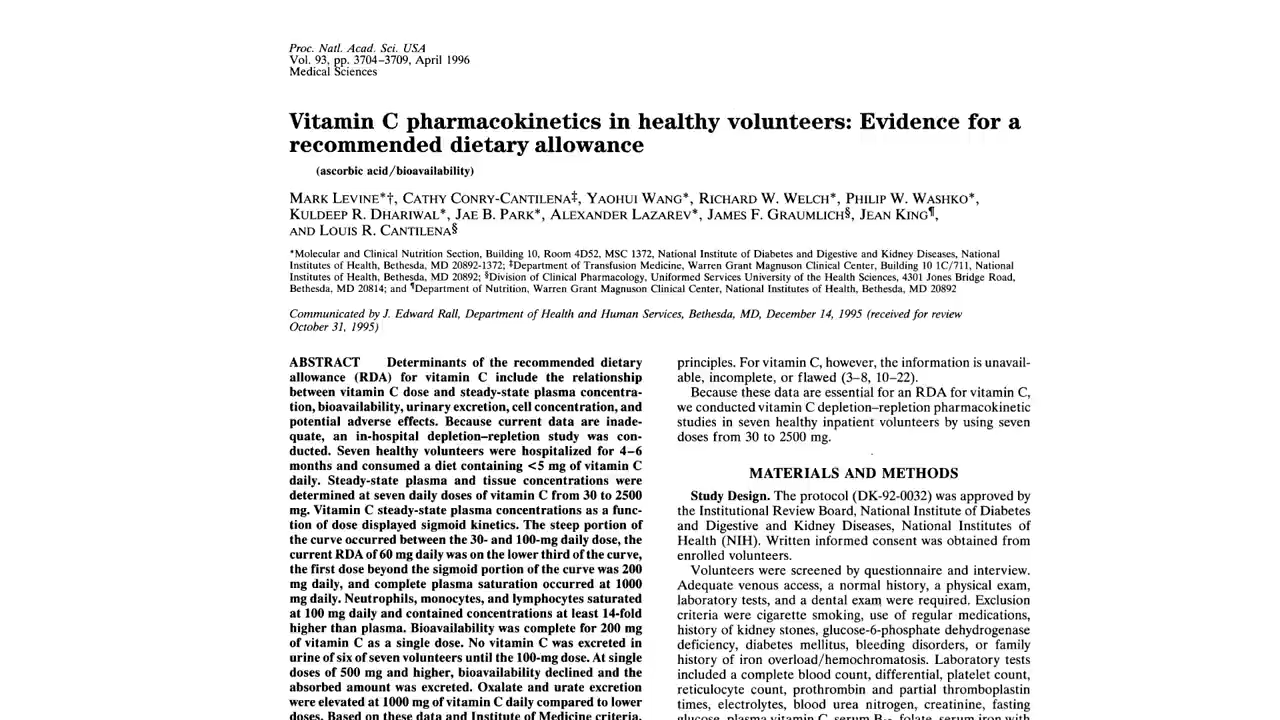 Proc. Natl. Acad. Sci. USA
Vol. 93, pp. 3704–3709, April 1996
Medical Sciences
Vitamin C pharmacokinetics in healthy volunteers: Evidence for a
recommended dietary allowance
(ascorbic acid/bioavailability)
MARK LEVINE*†, CATHY CONRY-CANTILENA‡, YAOHUI WANG*, RICHARD W. WELCH*, PHILIP W. WASHKO*,
KULDEEP R. DHARIWAL*, JAE B. PARK*, ALEXANDER LAZAREV*, JAMES F. GRAUMLICH§, JEAN KING¶,
AND LOUIS R. CANTILENA§
*Molecular and Clinical Nutrition Section, Building 10, Room 4D52, MSC 1372, National Institute of Diabetes and Digestive and Kidney Diseases, National
Institutes of Health, Bethesda, MD 20892-1372; ‡Department of Transfusion Medicine, Warren Grant Magnuson Clinical Center, Building 10 1C/711, National
Institutes of Health, Bethesda, MD 20892; §Division of Clinical Pharmacology, Uniformed Services University of the Health Sciences, 4301 Jones Bridge Road,
Bethesda, MD 20814; and ¶Department of Nutrition, Warren Grant Magnuson Clinical Center, National Institutes of Health, Bethesda, MD 20892
Communicated by J. Edward Rall, Department of Health and Human Services, Bethesda, MD, December 14, 1995 (received for review
October 31, 1995)
ABSTRACT Determinants of the recommended dietary
allowance (RDA) for vitamin C include the relationship
between vitamin C dose and steady-state plasma concentra-
tion, bioavailability, urinary excretion, cell concentration, and
potential adverse effects. Because current data are inade-
quate, an in-hospital depletion–repletion study was con-
ducted. Seven healthy volunteers were hospitalized for 4–6
months and consumed a diet containing <5 mg of vitamin C
daily. Steady-state plasma and tissue concentrations were
determined at seven daily doses of vitamin C from 30 to 2500
mg. Vitamin C steady-state plasma concentrations as a func-
tion of dose displayed sigmoid kinetics. The steep portion of
the curve occurred between the 30- and 100-mg daily dose, the
current RDA of 60 mg daily was on the lower third of the curve,
the first dose beyond the sigmoid portion of the curve was 200
mg daily, and complete plasma saturation occurred at 1000
mg daily. Neutrophils, monocytes, and lymphocytes saturated
at 100 mg daily and contained concentrations at least 14-fold
higher than plasma. Bioavailability was complete for 200 mg
of vitamin C as a single dose. No vitamin C was excreted in
urine of six of seven volunteers until the 100-mg dose. At single
doses of 500 mg and higher, bioavailability declined and the
absorbed amount was excreted. Oxalate and urate excretion
were elevated at 1000 mg of vitamin C daily compared to lower
doses. Based on these data and Institute of Medicine criteria,
principles. For vitamin C, however, the information is unavail-
able, incomplete, or flawed (3–8, 10–22).
Because these data are essential for an RDA for vitamin C,
we conducted vitamin C depletion–repletion pharmacokinetic
studies in seven healthy inpatient volunteers by using seven
doses from 30 to 2500 mg.
MATERIALS AND METHODS
Study Design. The protocol (DK-92-0032) was approved by
the Institutional Review Board, National Institute of Diabetes
and Digestive and Kidney Diseases, National Institutes of
Health (NIH). Written informed consent was obtained from
enrolled volunteers.
Volunteers were screened by questionnaire and interview.
Adequate venous access, a normal history, a physical exam,
laboratory tests, and a dental exam were required. Exclusion
criteria were cigarette smoking, use of regular medications,
history of kidney stones, glucose-6-phosphate dehydrogenase
deficiency, diabetes mellitus, bleeding disorders, or family
history of iron overload/hemochromatosis. Laboratory tests
included a complete blood count, differential, platelet count,
reticulocyte count, prothrombin and partial thromboplastin
times, electrolytes, blood urea nitrogen, creatinine, fasting
glucose, plasma vitamin C, serum B₁₂, folate, serum iron with